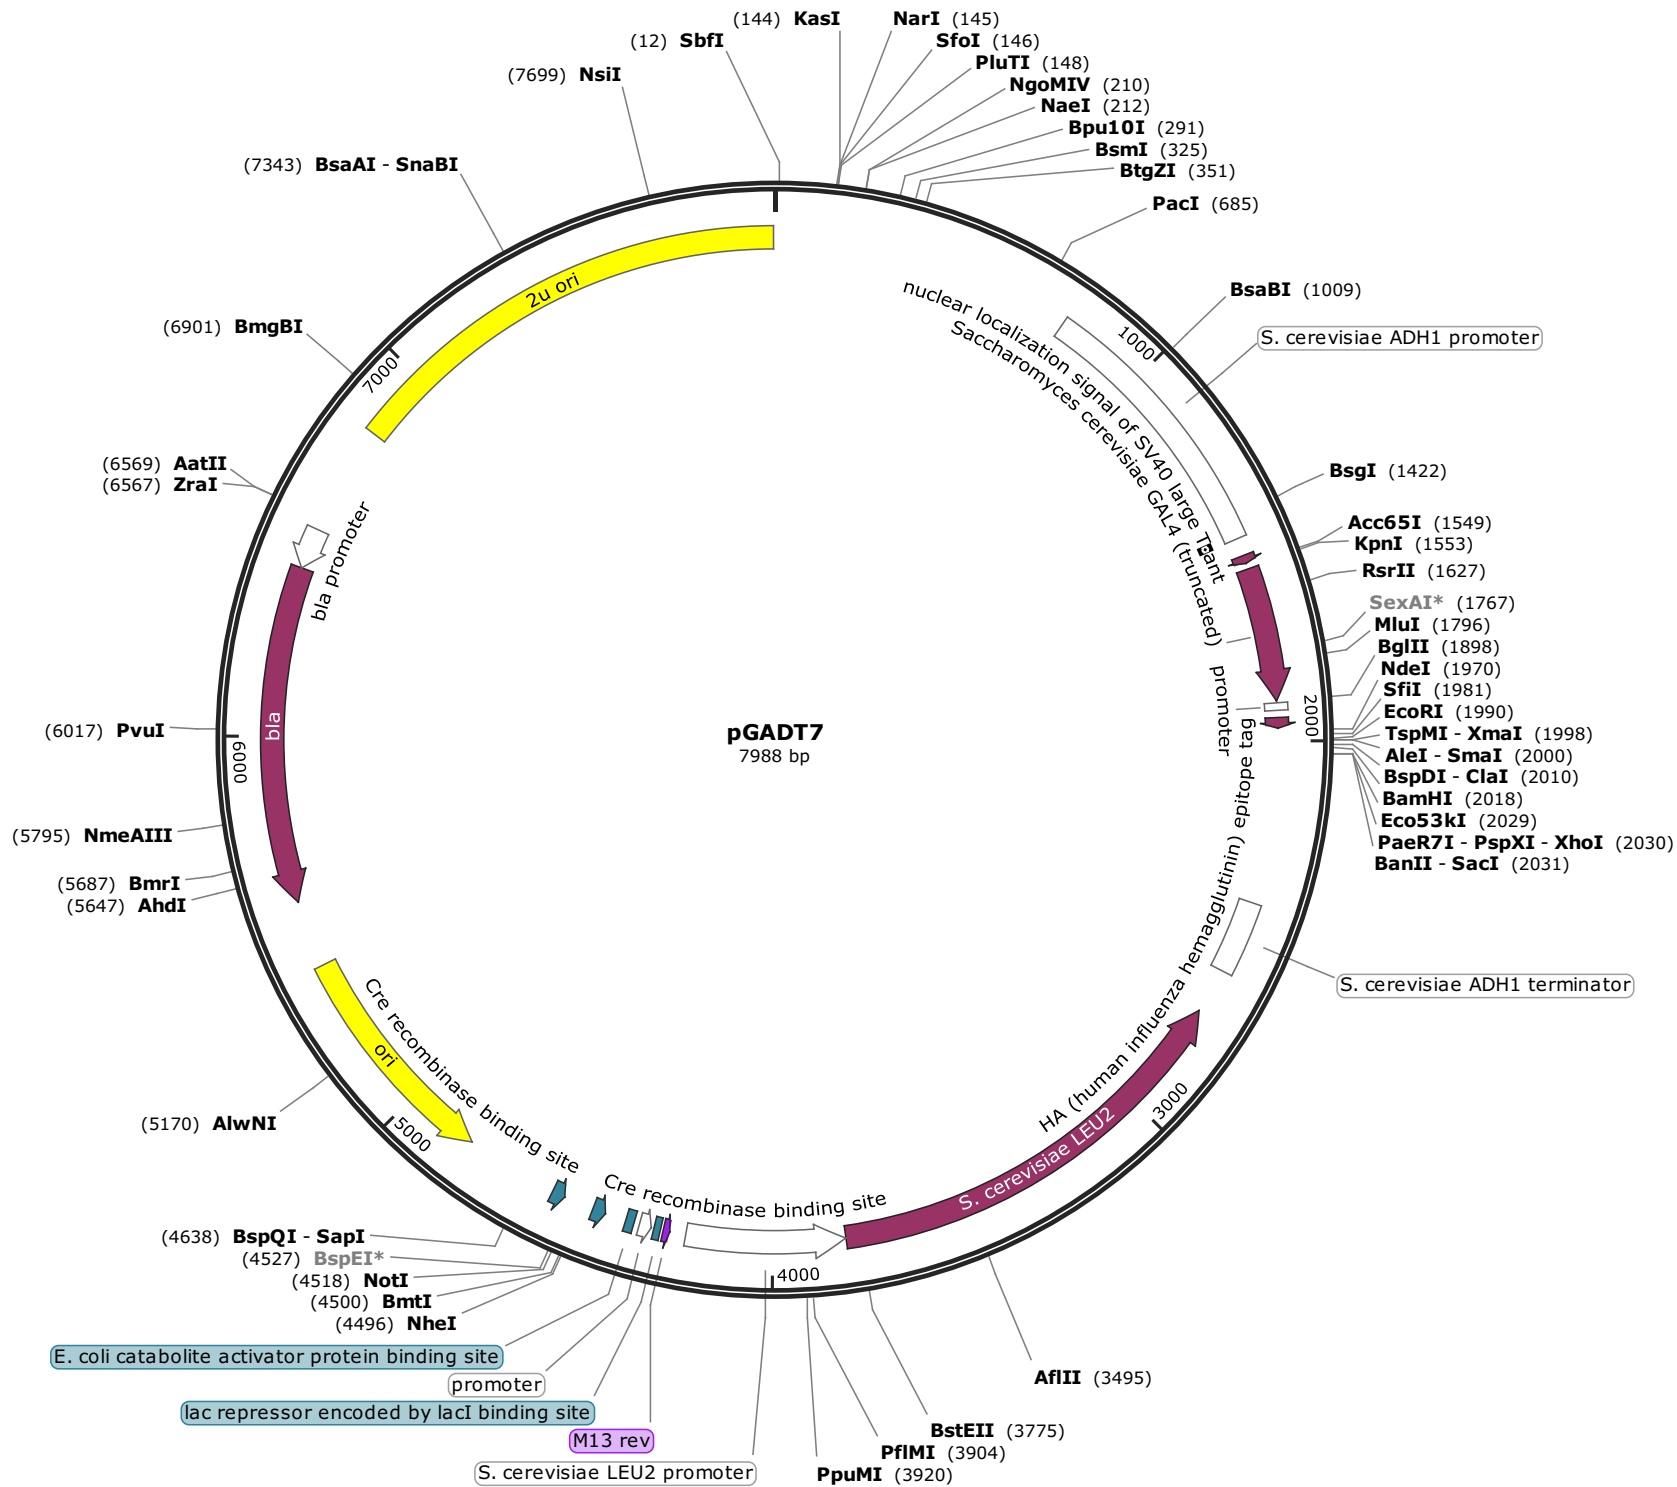 (144) KasI
NarI (145)
(12) SbfI
SfoI (146)
PluTI (148)
(7699) NsiI
NgoMIV (210)
NaeI (212)
Bpu10I (291)
BsmI (325)
(7343) BsaAI - SnaBI
BtgZI (351)
PacI (685)
2u ori
BsaBI (1009)
nuclear localization signal of SV40 large T
ant
(6901) BmgBI
1000
S. cerevisiae ADH1 promoter
Saccharomyces cerevisiae GAL4 (truncated)
7000
(6569) AatII
(6567) ZraI
BsgI (1422)
Acc65I (1549)
KpnI (1553)
bla promoter
RsrII (1627)
SexAI* (1767)
MluI (1796)
BglII (1898)
NdeI (1970)
promoter
SfiI (1981)
2000
EcoRI (1990)
(6017) PvuI
bla
pGADT7
7988 bp
TspMI - XmaI (1998)
6000
AleI - SmaI (2000)
BspDI - ClaI (2010)
BamHI (2018)
Eco53kI (2029)
(5795) NmeAIII
PaeR7I - PspXI - XhoI (2030)
BanII - SacI (2031)
(5687) BmrI
(5647) AhdI
HA (human influenza hemagglutinin) epitope tag
S. cerevisiae ADH1 terminator
Cre recombinase binding site
ori
3000
(5170) AlwNI
5000
S. cerevisiae LEU2
Cre recombinase binding site
(4638) BspQI - SapI
(4527) BspEI*
4000
(4518) NotI
(4500) BmtI
(4496) NheI
E. coli catabolite activator protein binding site
AflII (3495)
promoter
lac repressor encoded by lacI binding site
BstEII (3775)
M13 rev
PflMI (3904)
S. cerevisiae LEU2 promoter
PpuMI (3920)